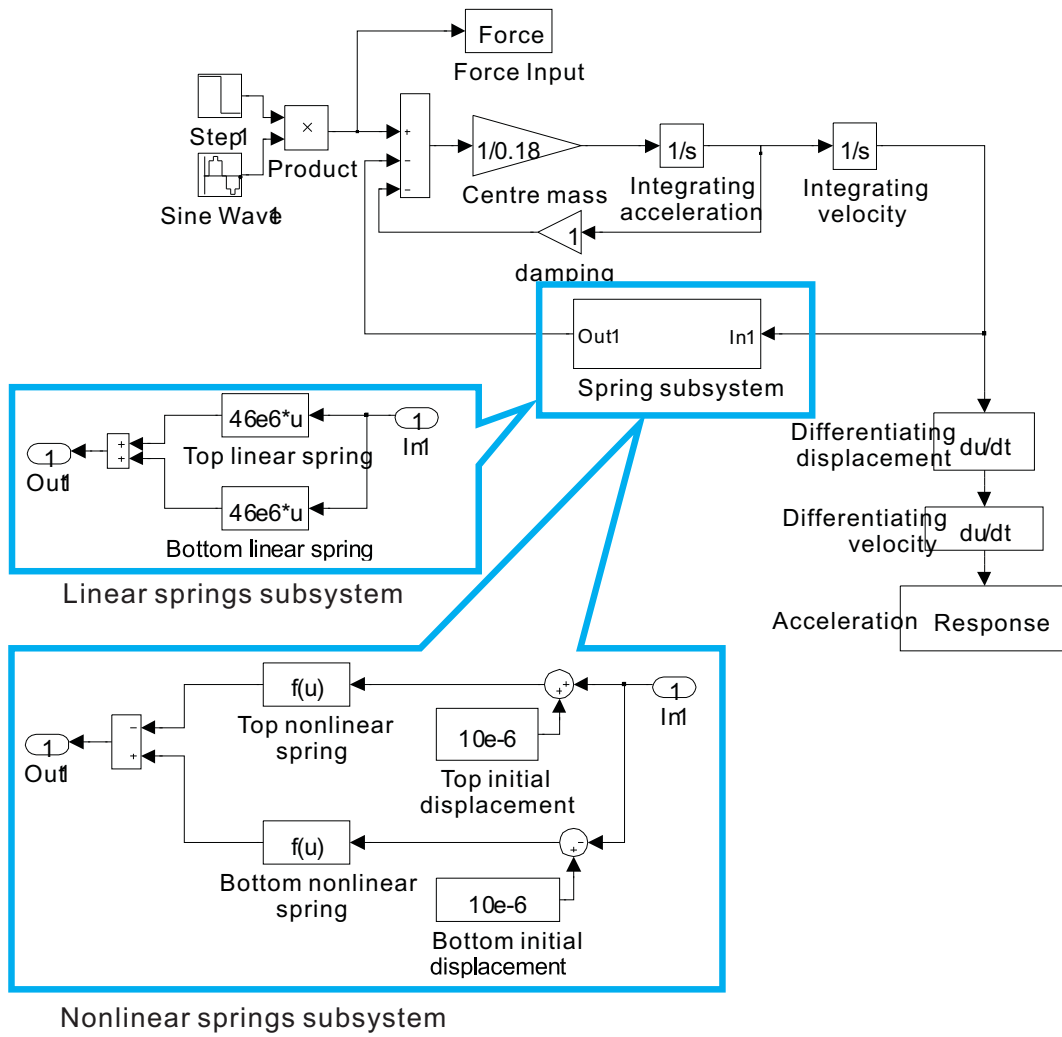 Force
Force Input
Step1
×
Product
Sine Wave1
+
−
−
1/0.18
Centre mass
1/s
Integrating
acceleration
1/s
Integrating
velocity
1
damping
Out1
In1
Spring subsystem
46e6*u
Top linear spring
1
In1
+
+
1
Out1
46e6*u
Bottom linear spring
Linear springs subsystem
Differentiating
displacement
du/dt
Differentiating
velocity
du/dt
Acceleration
Response
f(u)
Top nonlinear
spring
+
+
1
In1
10e-6
Top initial
displacement
−
+
1
Out1
f(u)
Bottom nonlinear
spring
−
+
10e-6
Bottom initial
displacement
Nonlinear springs subsystem